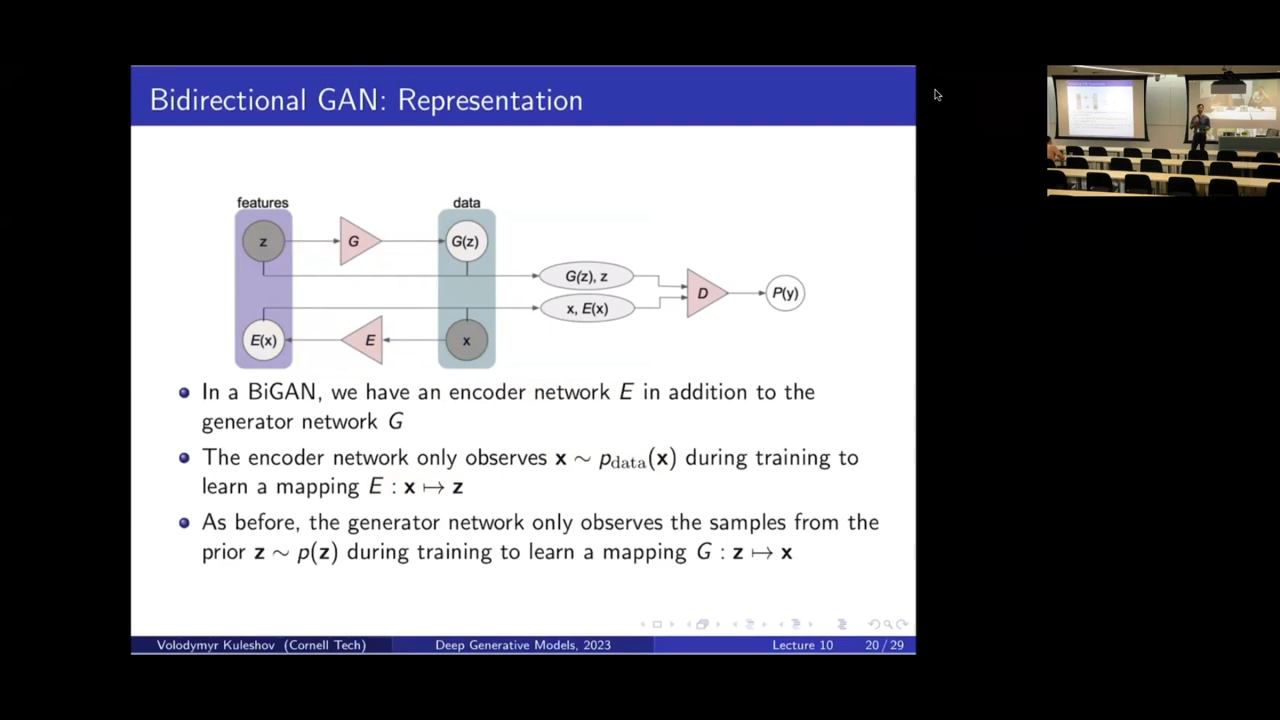 Bidirectional GAN: Representation
features
data
z
G
G(z)
G(z), z
D
P(y)
x, E(x)
E(x)
E
x
In a BiGAN, we have an encoder network E in addition to the
generator network G
The encoder network only observes x ∼ p_data(x) during training to
learn a mapping E : x ↦ z
As before, the generator network only observes the samples from the
prior z ∼ p(z) during training to learn a mapping G : z ↦ x
Volodymyr Kuleshov (Cornell Tech)
Deep Generative Models, 2023
Lecture 10
20 / 29